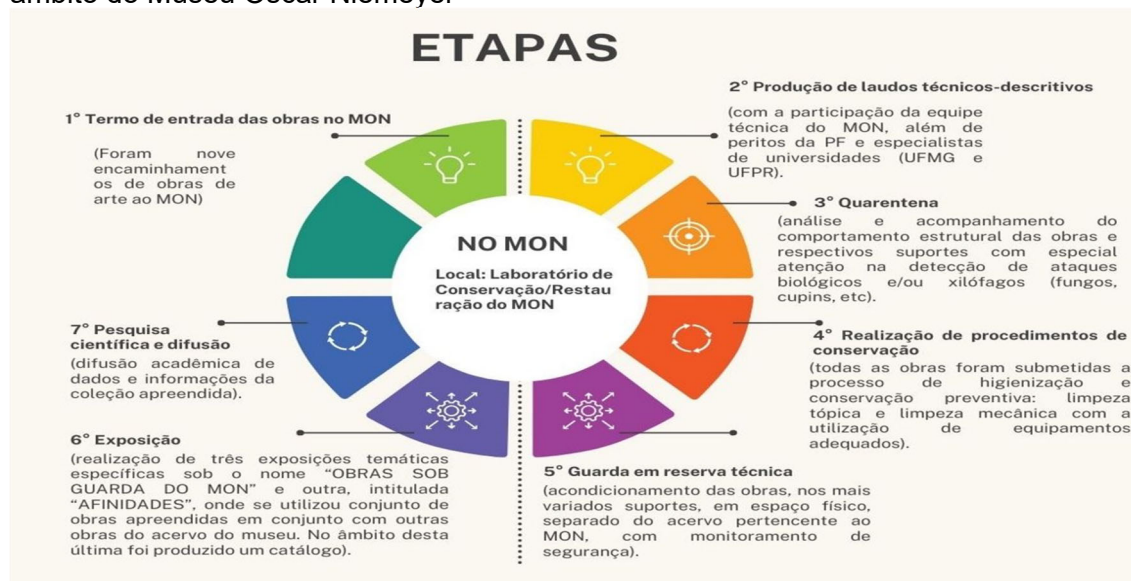 âmbito do Museu Oscar Niemeyer
ETAPAS
1° Termo de entrada das obras no MON
(Foram nove
encaminhament
os de obras de
arte ao MON)
2° Produção de laudos técnicos-descritivos
(com a participação da equipe
técnica do MON, além de
peritos da PF e especialistas
de universidades (UFMG e
UFPR).
3° Quarentena
(análise e acompanhamento do
comportamento estrutural das obras e
respectivos suportes com especial
atenção na detecção de ataques
biológicos e/ou xilófagos (fungos,
cupins, etc).
NO MON
Local: Laboratório de
Conservação/Restau
ração do MON
4° Realização de procedimentos de
conservação
(todas as obras foram submetidas a
processo de higienização e
conservação preventiva: limpeza
tópica e limpeza mecânica com a
utilização de equipamentos
adequados).
5° Guarda em reserva técnica
(acondicionamento das obras, nos mais
variados suportes, em espaço físico,
separado do acervo pertencente ao
MON, com monitoramento de
segurança).
6° Exposição
(realização de três exposições temáticas
específicas sob o nome “OBRAS SOB
GUARDA DO MON” e outra, intitulada
“AFINIDADES”, onde se utilizou conjunto de
obras apreendidas em conjunto com outras
obras do acervo do museu. No âmbito desta
última foi produzido um catálogo).
7° Pesquisa
científica e difusão
(difusão acadêmica de
dados e informações da
coleção apreendida).